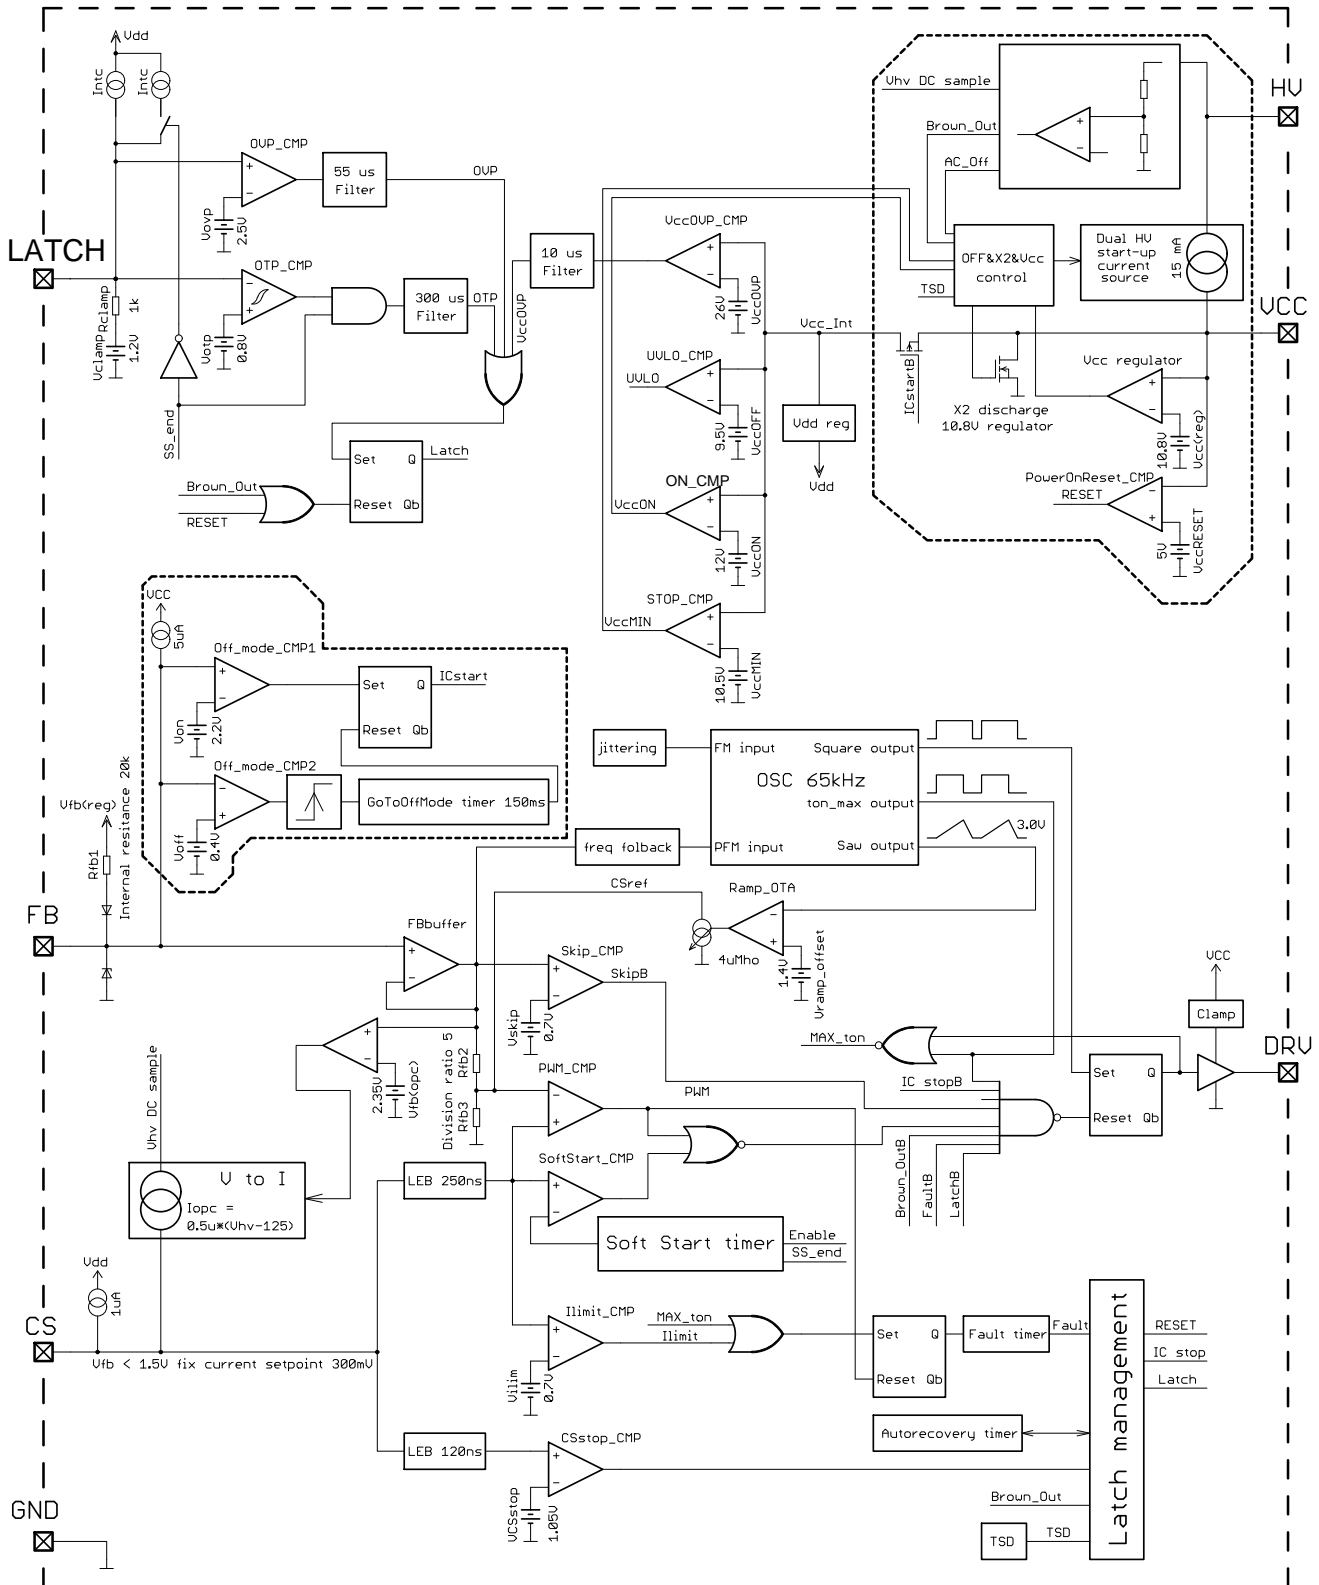 Vdd
Intc
Intc
OVP_CMP
55 us
Filter
OVP
Vovp
2.5V
LATCH
OTP_CMP
300 us
Filter
OTP
Rclamp
1k
Vclamp
1.2V
Votp
0.8V
SS_end
VccOVP
Set Q
Latch
Reset Qb
Brown_Out
RESET
10 us
Filter
VccOVP_CMP
26V
VccOVP
Vcc_Int
UVLO_CMP
UVLO
9.5V
VccOFF
Vdd reg
Vdd
ON_CMP
VccON
12V
VccON
STOP_CMP
VccMIN
10.5V
VccMIN
Vhv DC sample
Brown_Out
AC_Off
HV
OFF&X2&Vcc
control
TSD
Dual HV
start-up
current
source
15 mA
VCC
ICstartB
X2 discharge
10.8V regulator
Vcc regulator
10.8V
Vcc(reg)
PowerOnReset_CMP
RESET
5V
VccRESET
VCC
5uA
Off_mode_CMP1
Von
2.2V
Set Q
ICstart
Reset Qb
Off_mode_CMP2
GoToOffMode timer 150ms
Voff
0.4V
Vfb(reg)
Rfb1
Internal resitance 20k
FB
jittering
FM input
Square output
OSC 65kHz
ton_max output
PFM input
Saw output
3.0V
freq folback
CSref
Ramp_OTA
4uMho
1.4V
Vramp_offset
FBbuffer
Skip_CMP
SkipB
Vskip
0.7V
2.35V
Vfb(opc)
Division ratio 5
Rfb2
Rfb3
PWM_CMP
PWM
MAX_ton
IC stopB
Brown_OutB
FaultB
LatchB
Set Q
Reset Qb
VCC
Clamp
DRV
Vhv DC sample
V to I
Iopc =
0.5u*(Vhv-125)
LEB 250ns
SoftStart_CMP
Soft Start timer
Enable
SS_end
Vdd
1uA
CS
Vfb < 1.5V fix current setpoint 300mV
Ilimit_CMP
Vilim
0.7V
MAX_ton
Ilimit
Set Q
Reset Qb
Fault timer
Fault
Latch management
RESET
IC stop
Latch
Autorecovery timer
LEB 120ns
CSstop_CMP
VCSstop
1.05V
Brown_Out
TSD
TSD
GND